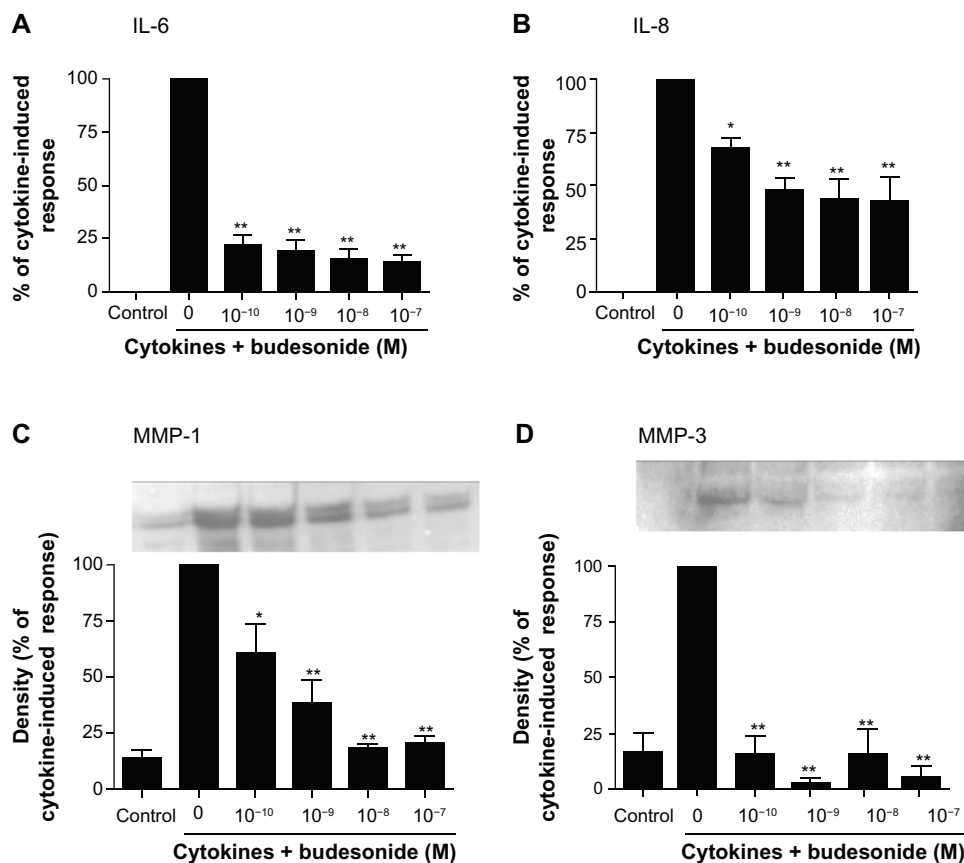 A IL-6
% of cytokine-induced
response
100
75
50
25
0
** ** ** **
Control 0 10⁻¹⁰ 10⁻⁹ 10⁻⁸ 10⁻⁷
Cytokines + budesonide (M)
B IL-8
% of cytokine-induced
response
100
75
50
25
0
* ** ** **
Control 0 10⁻¹⁰ 10⁻⁹ 10⁻⁸ 10⁻⁷
Cytokines + budesonide (M)
C MMP-1
Density (% of
cytokine-induced response)
100
75
50
25
0
* ** ** **
Control 0 10⁻¹⁰ 10⁻⁹ 10⁻⁸ 10⁻⁷
Cytokines + budesonide (M)
D MMP-3
Density (% of
cytokine-induced response)
100
75
50
25
0
** ** ** **
Control 0 10⁻¹⁰ 10⁻⁹ 10⁻⁸ 10⁻⁷
Cytokines + budesonide (M)